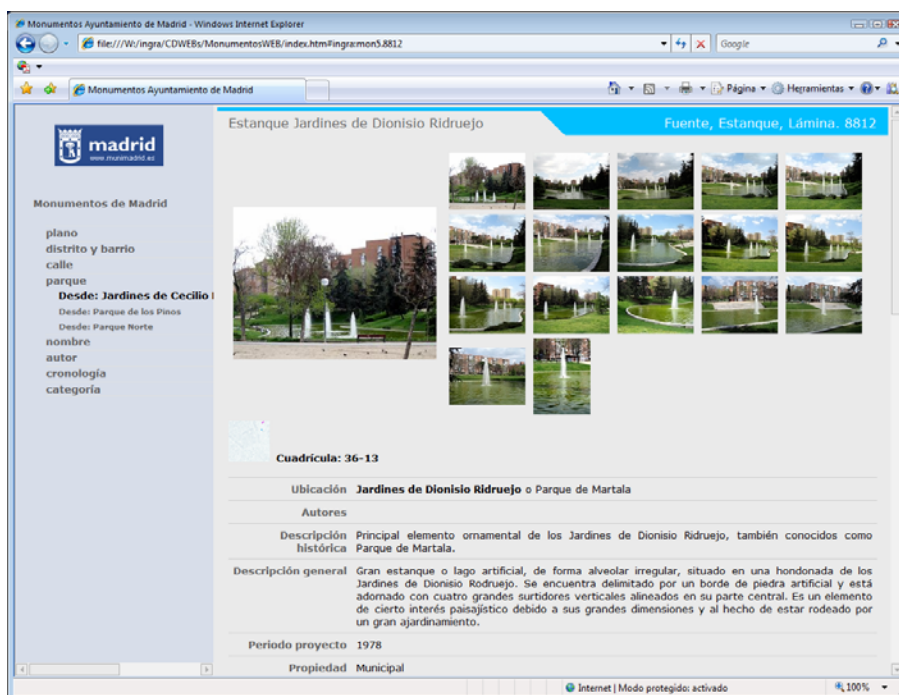 Monumentos Ayuntamiento de Madrid - Windows Internet Explorer
file:///W:/ingra/CDWEBs/MonumentosWEB/index.htm#ingra:mon5.8812
Google
Monumentos Ayuntamiento de Madrid
Página
Herramientas
madrid
www.munimadrid.es
Monumentos de Madrid
plano
distrito y barrio
calle
parque
Desde: Jardines de Cecilio
Desde: Parque de los Pinos
Desde: Parque Norte
nombre
autor
cronología
categoría
Estanque Jardines de Dionisio Ridruejo
Fuente, Estanque, Lámina. 8812
Cuadrícula: 36-13
Ubicación Jardines de Dionisio Ridruejo o Parque de Martala
Autores
Descripción histórica Principal elemento ornamental de los Jardines de Dionisio Ridruejo, también conocidos como
Parque de Martala.
Descripción general Gran estanque o lago artificial, de forma alveolar irregular, situado en una hondonada de los
Jardines de Dionisio Rodruejo. Se encuentra delimitado por un borde de piedra artificial y está
adornado con cuatro grandes surtidores verticales alineados en su parte central. Es un elemento
de cierto interés paisajístico debido a sus grandes dimensiones y al hecho de estar rodeado por
un gran ajardinamiento.
Periodo proyecto 1978
Propiedad Municipal
Internet | Modo protegido: activado
100%